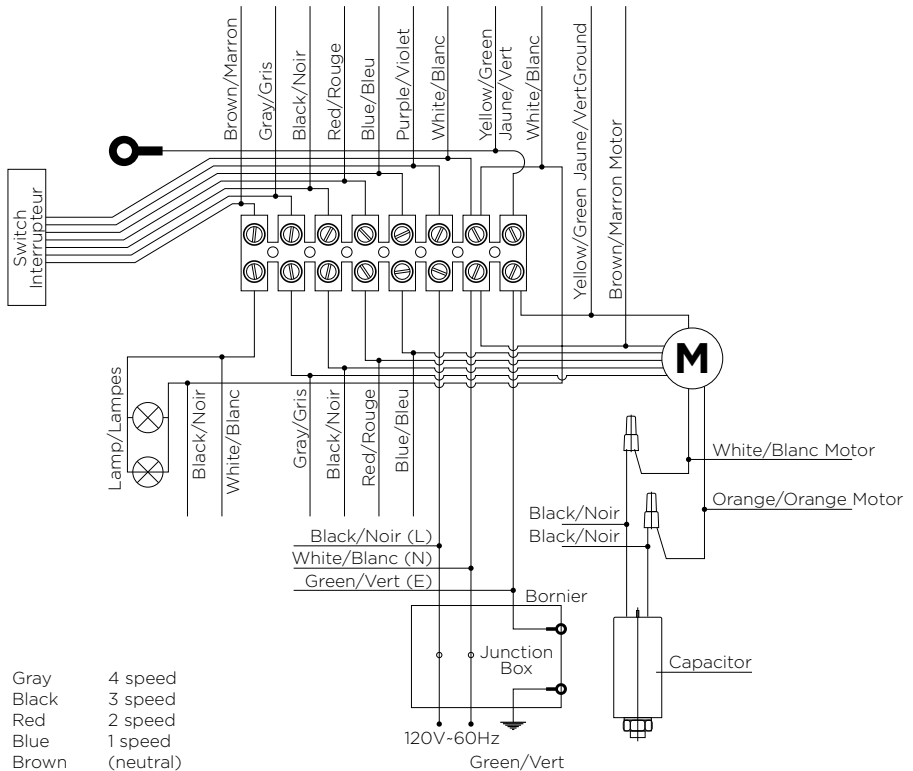 Brown/Marron
Gray/Gris
Black/Noir
Red/Rouge
Blue/Bleu
Purple/Violet
White/Blanc
Yellow/Green
Jaune/Vert
White/Blanc
Yellow/Green Jaune/VertGround
Brown/Marron Motor
Switch
Interrupteur
M
Lamp/Lampes
Black/Noir
White/Blanc
Gray/Gris
Black/Noir
Red/Rouge
Blue/Bleu
White/Blanc Motor
Orange/Orange Motor
Black/Noir
Black/Noir
Black/Noir (L)
White/Blanc (N)
Green/Vert (E)
Bornier
Junction
Box
Capacitor
120V~60Hz
Green/Vert
Gray 4 speed
Black 3 speed
Red 2 speed
Blue 1 speed
Brown (neutral)